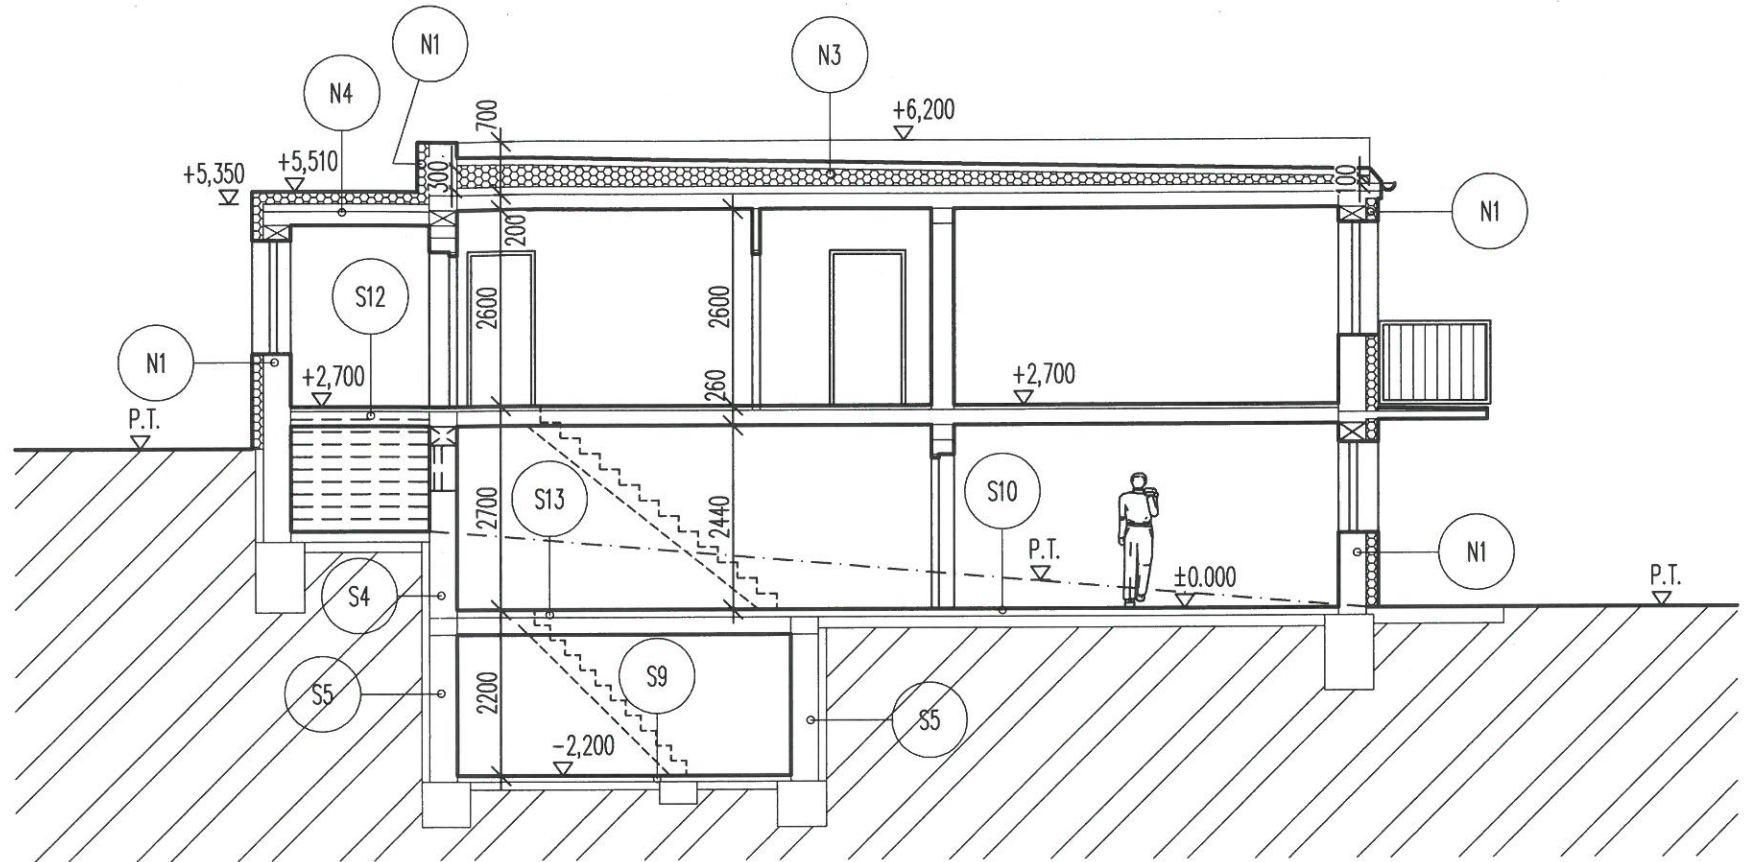 N1
N3
N4
+6,200
700
+5,510
+5,350
300
100
N1
200
S12
2600
2600
N1
+2,700
260
+2,700
P.T.
S13
S10
2700
2440
N1
P.T.
±0.000
P.T.
S4
S9
S5
2200
S5
-2,200